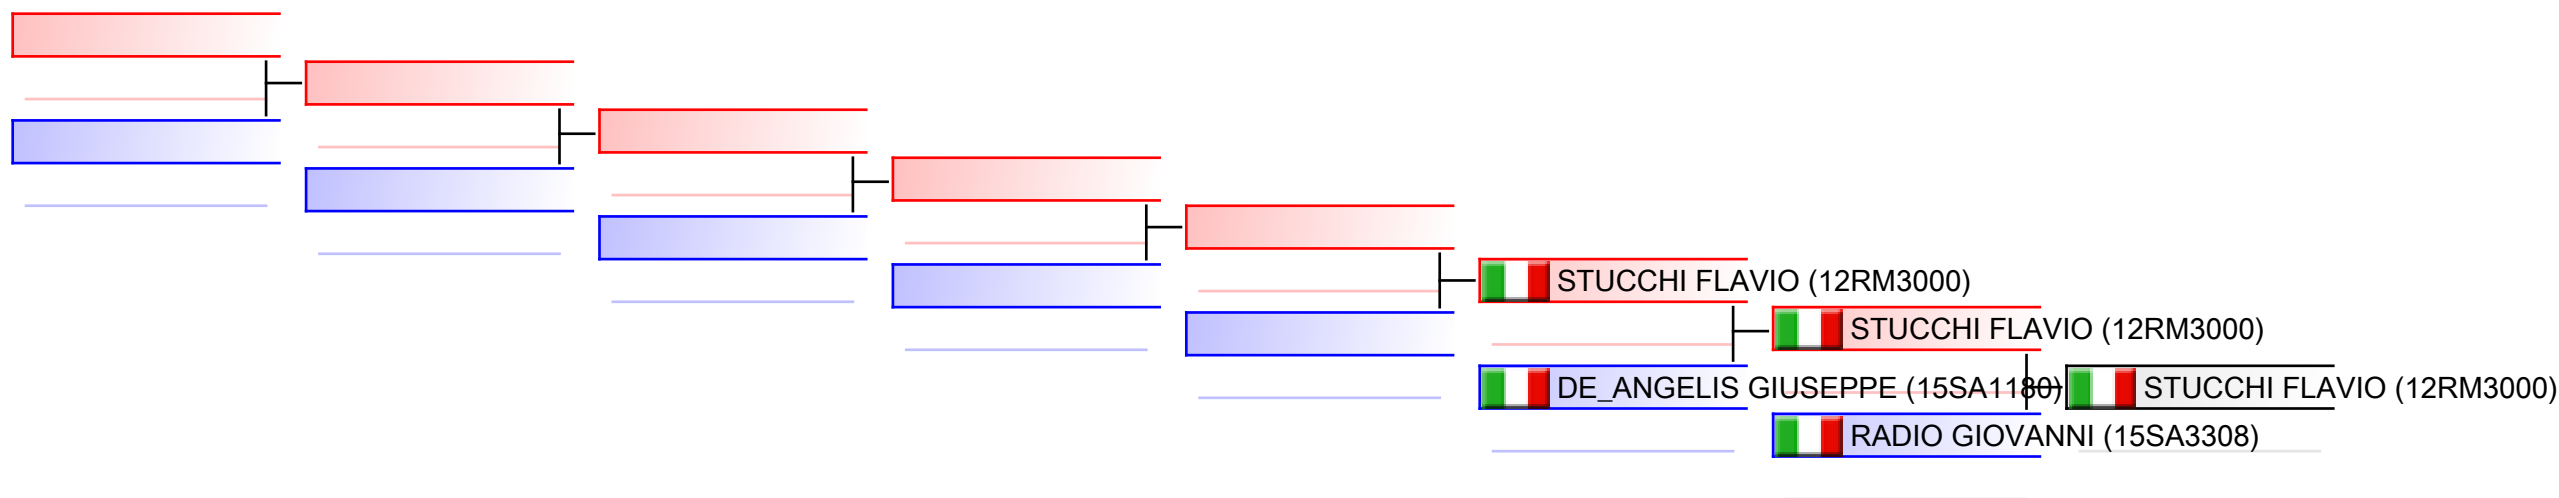 STUCCHI FLAVIO (12RM3000)
STUCCHI FLAVIO (12RM3000)
DE_ANGELIS GIUSEPPE (15SA1180)
STUCCHI FLAVIO (12RM3000)
RADIO GIOVANNI (15SA3308)